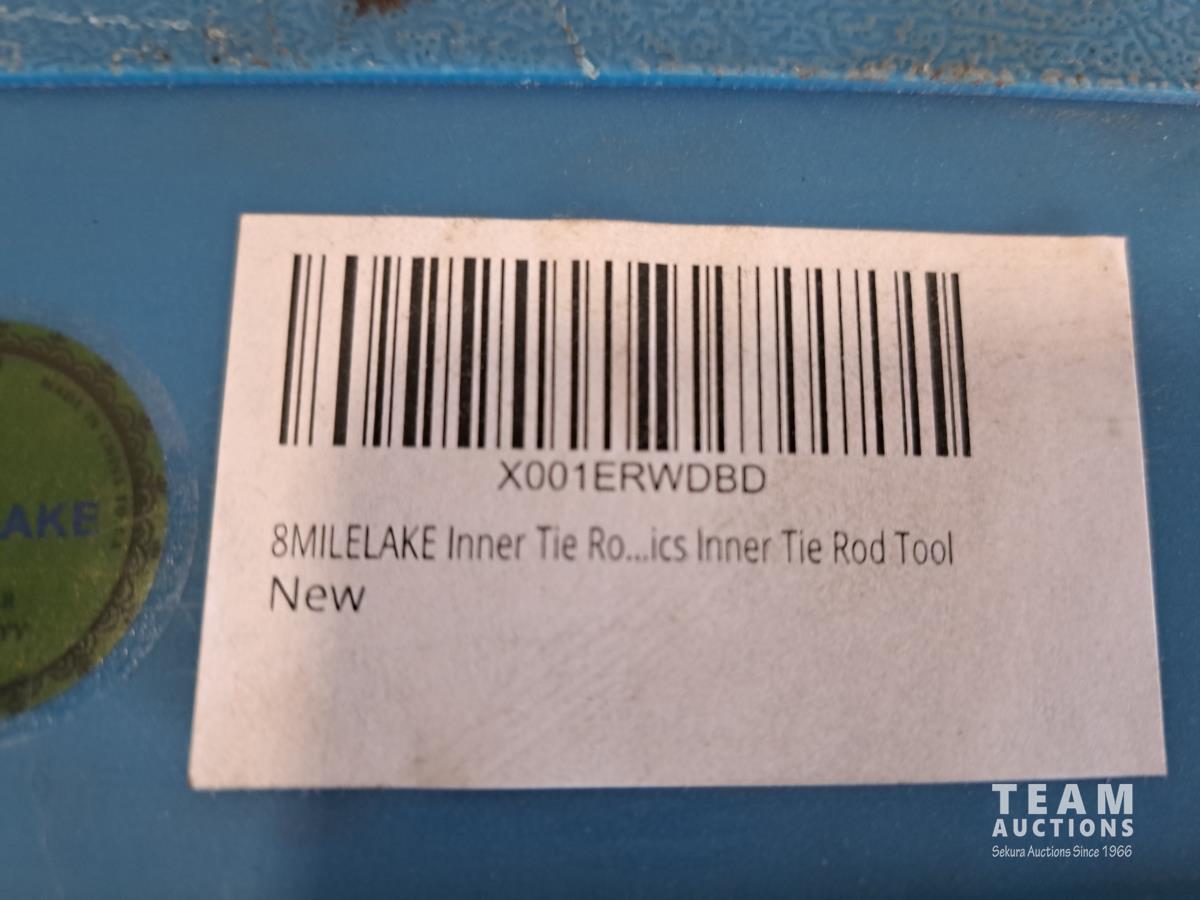 X001ERWDBD
8MILELAKE Inner Tie Ro...ics Inner Tie Rod Tool
New
AKE
TEAM
AUCTIONS
Sekura Auctions Since 1966